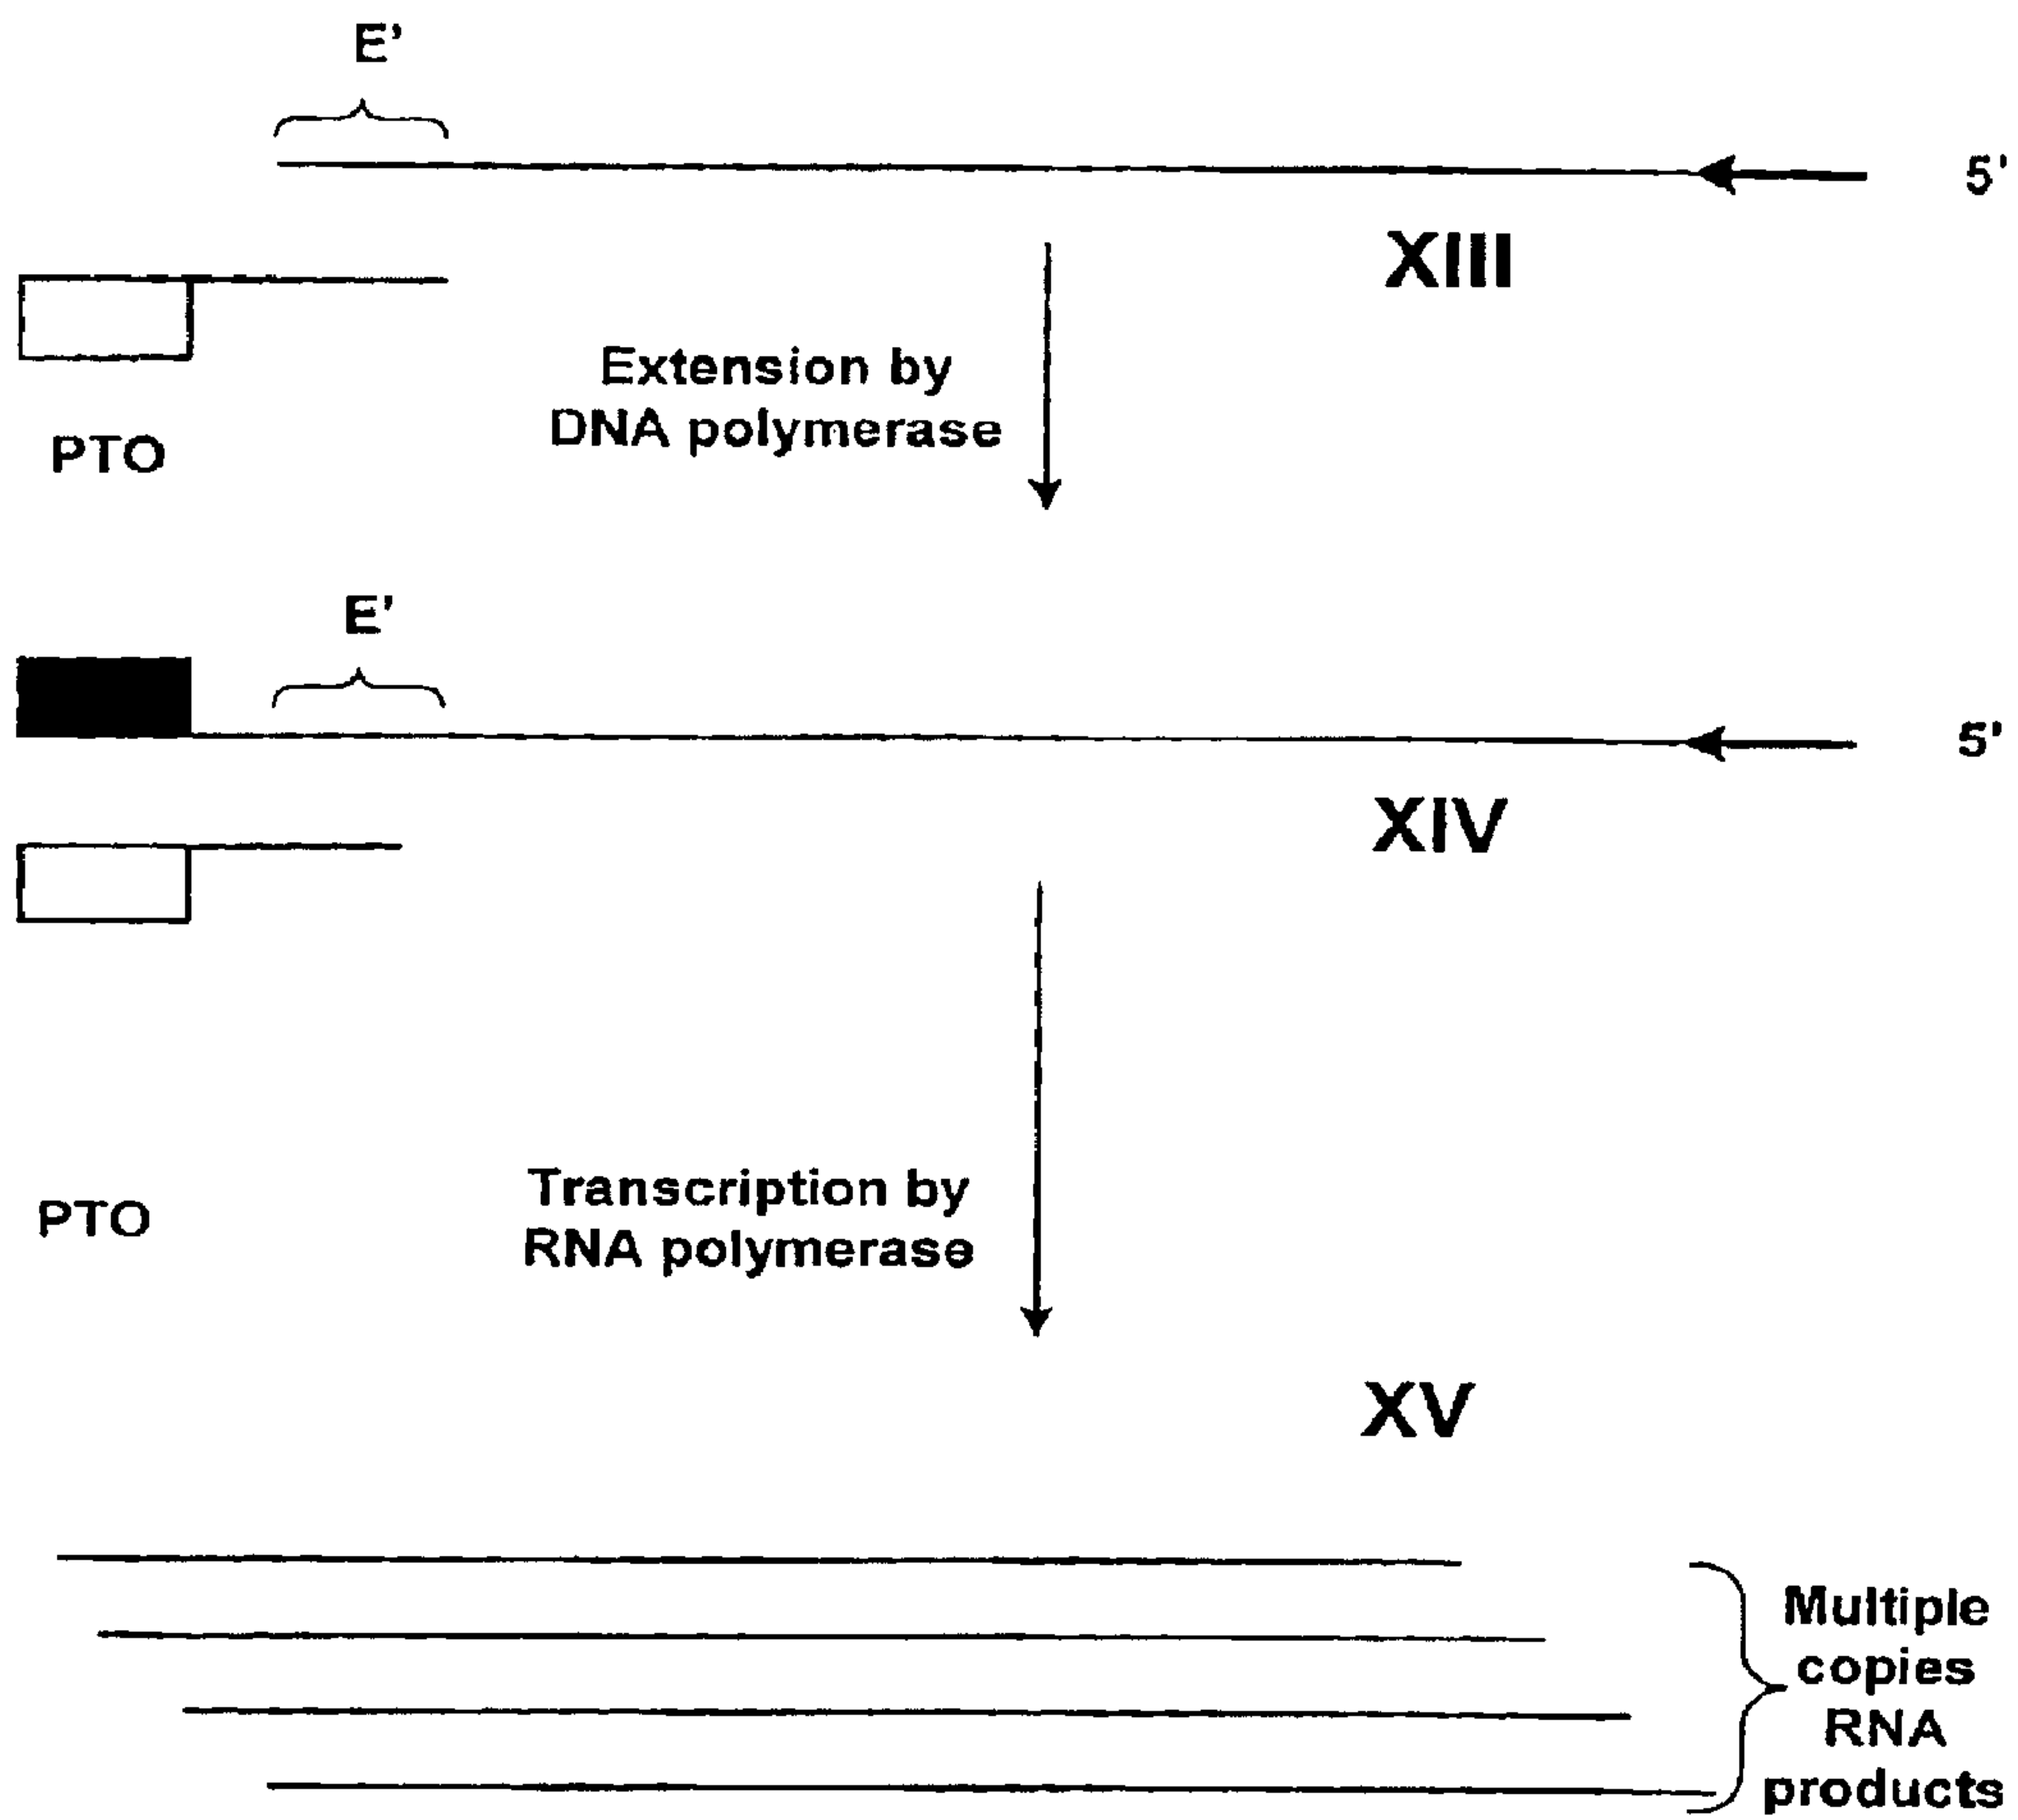 E'
5'
XIII
Extension by
DNA polymerase
PTO
E'
5'
XIV
Transcription by
RNA polymerase
PTO
XV
Multiple
copies
RNA
products